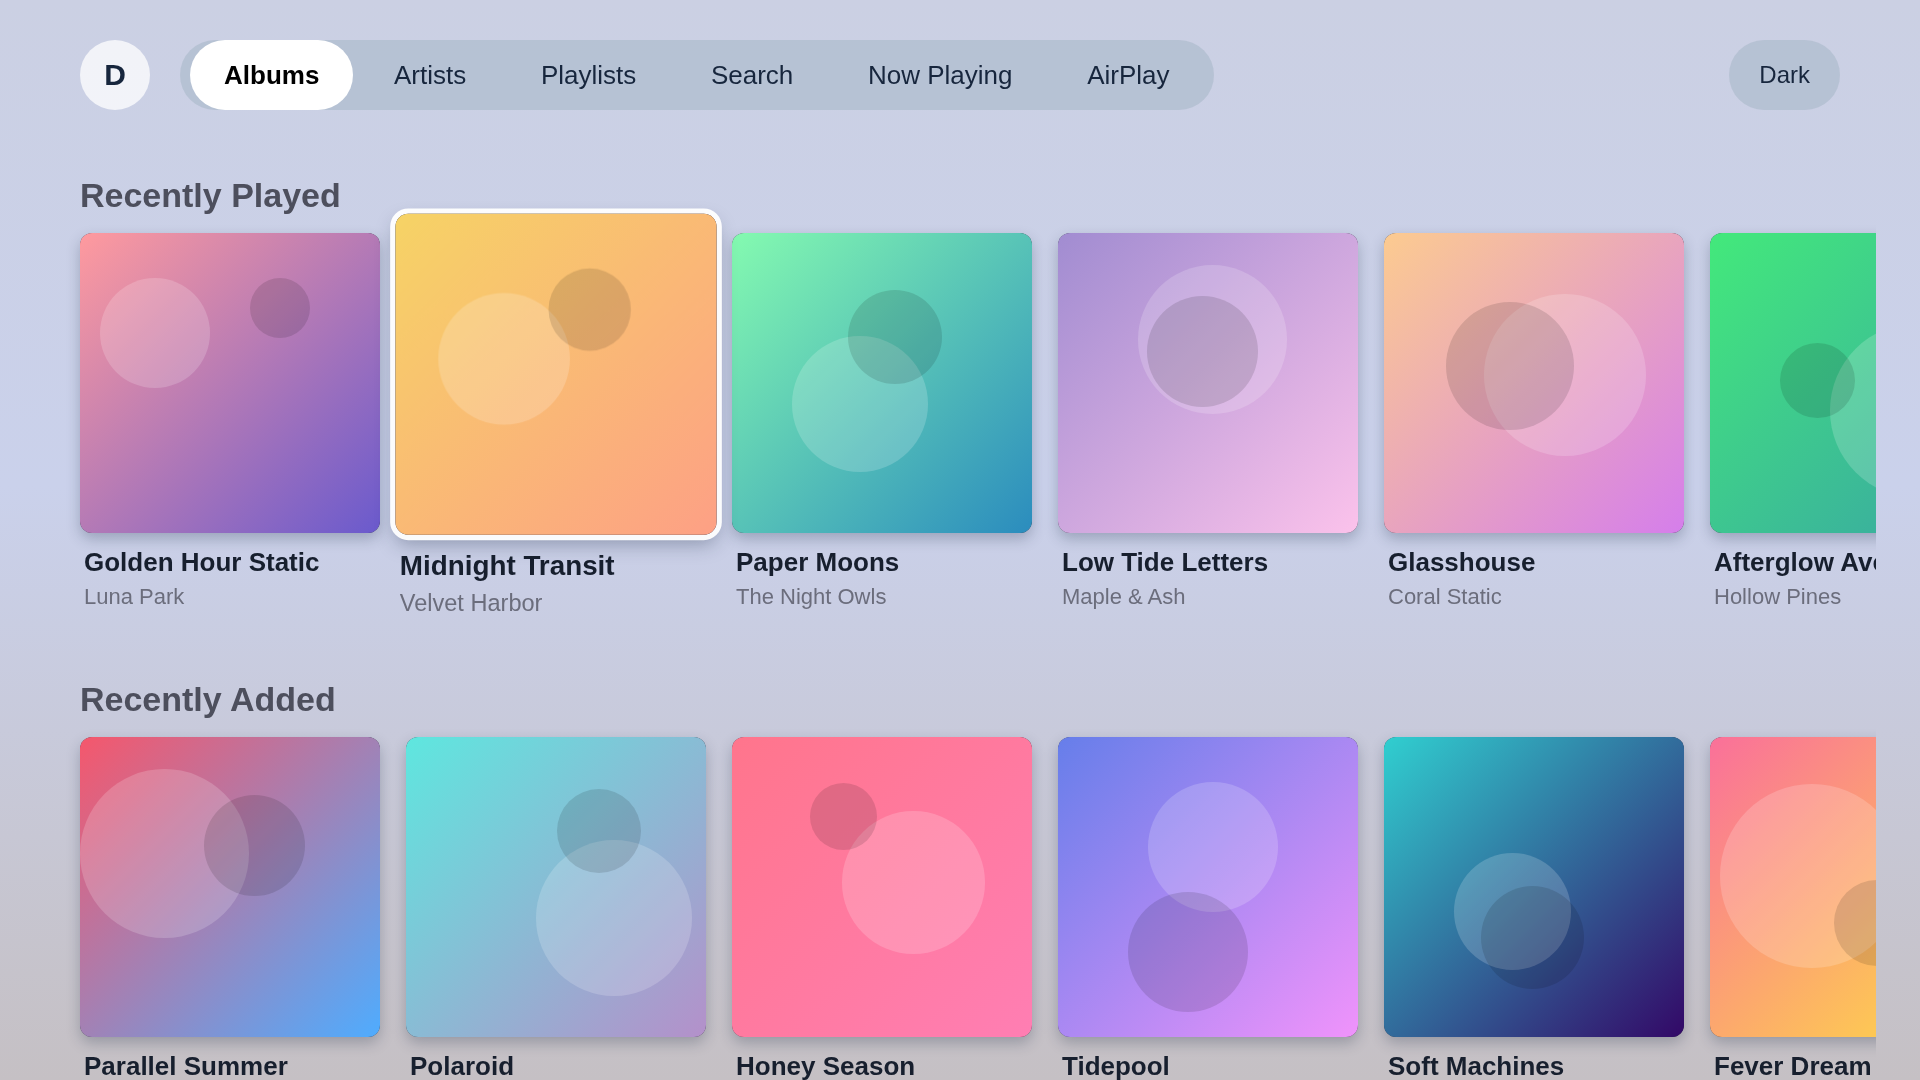 D
Albums
Artists
Playlists
Search
Now Playing
AirPlay
Dark
Recently Played
Golden Hour Static
Luna Park
Midnight Transit
Velvet Harbor
Paper Moons
The Night Owls
Low Tide Letters
Maple & Ash
Glasshouse
Coral Static
Afterglow
Hollow Pines
Recently Added
Parallel Summer
Polaroid
Honey Season
Tidepool
Soft Machines
Fever Dream